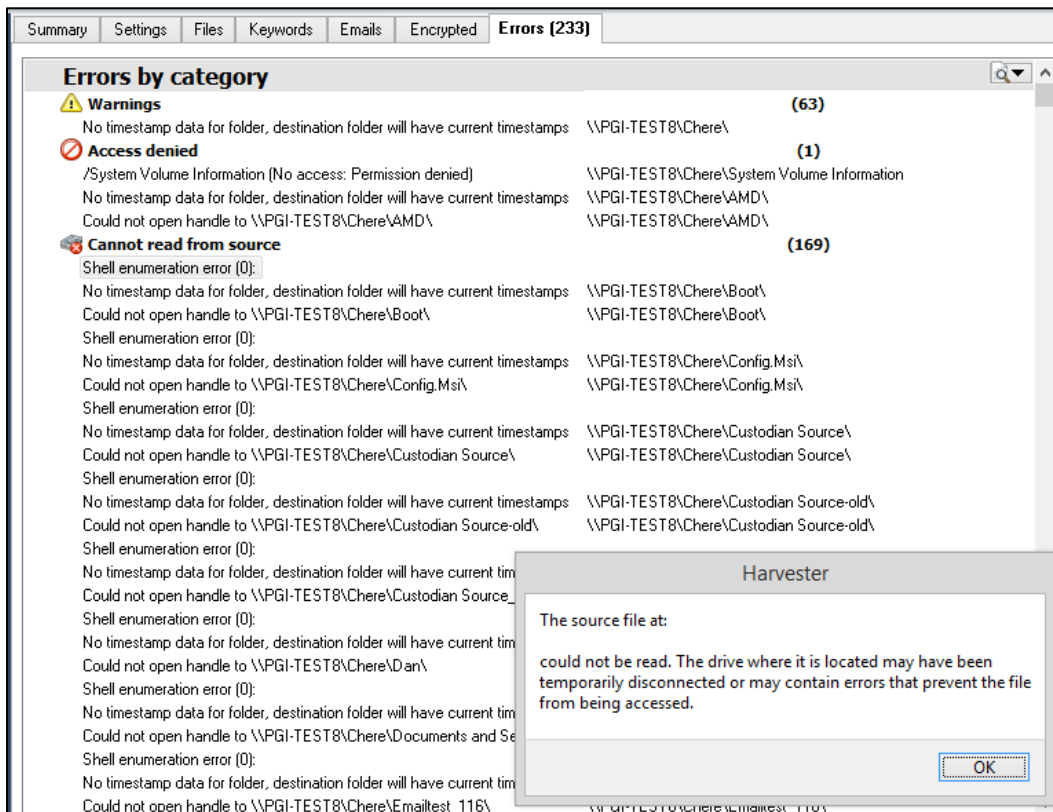 Summary Settings Files Keywords Emails Encrypted Errors (233)
Errors by category
Warnings (63)
No timestamp data for folder, destination folder will have current timestamps \\PGI-TEST8\Chere\
Access denied (1)
/System Volume Information (No access: Permission denied) \\PGI-TEST8\Chere\System Volume Information
No timestamp data for folder, destination folder will have current timestamps \\PGI-TEST8\Chere\AMD\
Could not open handle to \\PGI-TEST8\Chere\AMD\ \\PGI-TEST8\Chere\AMD\
Cannot read from source (169)
Shell enumeration error (0):
No timestamp data for folder, destination folder will have current timestamps \\PGI-TEST8\Chere\Boot\
Could not open handle to \\PGI-TEST8\Chere\Boot\ \\PGI-TEST8\Chere\Boot\
Shell enumeration error (0):
No timestamp data for folder, destination folder will have current timestamps \\PGI-TEST8\Chere\Config.Msi\
Could not open handle to \\PGI-TEST8\Chere\Config.Msi\ \\PGI-TEST8\Chere\Config.Msi\
Shell enumeration error (0):
No timestamp data for folder, destination folder will have current timestamps \\PGI-TEST8\Chere\Custodian Source\
Could not open handle to \\PGI-TEST8\Chere\Custodian Source\ \\PGI-TEST8\Chere\Custodian Source\
Shell enumeration error (0):
No timestamp data for folder, destination folder will have current timestamps \\PGI-TEST8\Chere\Custodian Source-old\
Could not open handle to \\PGI-TEST8\Chere\Custodian Source-old\ \\PGI-TEST8\Chere\Custodian Source-old\
Shell enumeration error (0):
No timestamp data for folder, destination folder will have current tim
Could not open handle to \\PGI-TEST8\Chere\Custodian Source_
Shell enumeration error (0):
No timestamp data for folder, destination folder will have current tim
Could not open handle to \\PGI-TEST8\Chere\Dan\
Shell enumeration error (0):
No timestamp data for folder, destination folder will have current tim
Could not open handle to \\PGI-TEST8\Chere\Documents and Se
Shell enumeration error (0):
No timestamp data for folder, destination folder will have current tim
Could not open handle to \\PGI-TEST8\Chere\Emailtest_116\ \\PGI-TEST8\Chere\Emailtest_116\
Harvester
The source file at:
could not be read. The drive where it is located may have been
temporarily disconnected or may contain errors that prevent the file
from being accessed.
OK